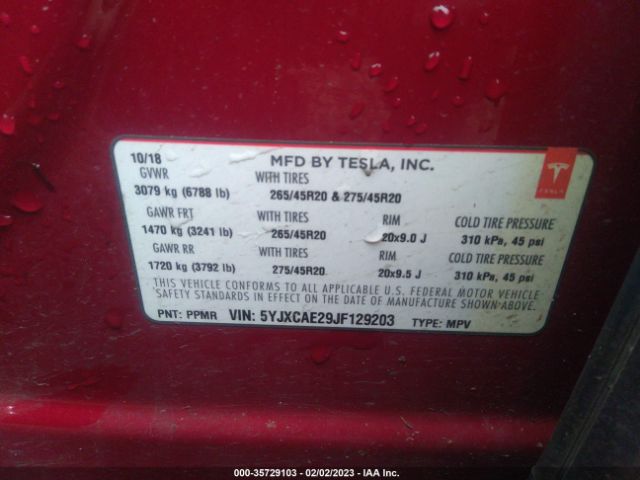 10/18 MFD BY TESLA, INC.
GVWR WITH TIRES
3079 kg (6788 lb) 265/45R20 & 275/45R20
TESLA
GAWR FRT WITH TIRES RIM COLD TIRE PRESSURE
1470 kg (3241 lb) 265/45R20 20x9.0 J 310 kPa, 45 psi
GAWR RR WITH TIRES RIM COLD TIRE PRESSURE
1720 kg (3792 lb) 275/45R20 20x9.5 J 310 kPa, 45 psi
THIS VEHICLE CONFORMS TO ALL APPLICABLE U.S. FEDERAL MOTOR VEHICLE
SAFETY STANDARDS IN EFFECT ON THE DATE OF MANUFACTURE SHOWN ABOVE.
PNT: PPMR VIN: 5YJXCAE29JF129203 TYPE: MPV
000-35729103 - 02/02/2023 - IAA Inc.